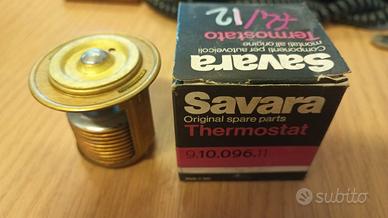 R/12
Termostato
Componenti per autoveicoli
montati all'origine
Savara
Savara
Original spare parts
Thermostat
9.10.096.11
subito